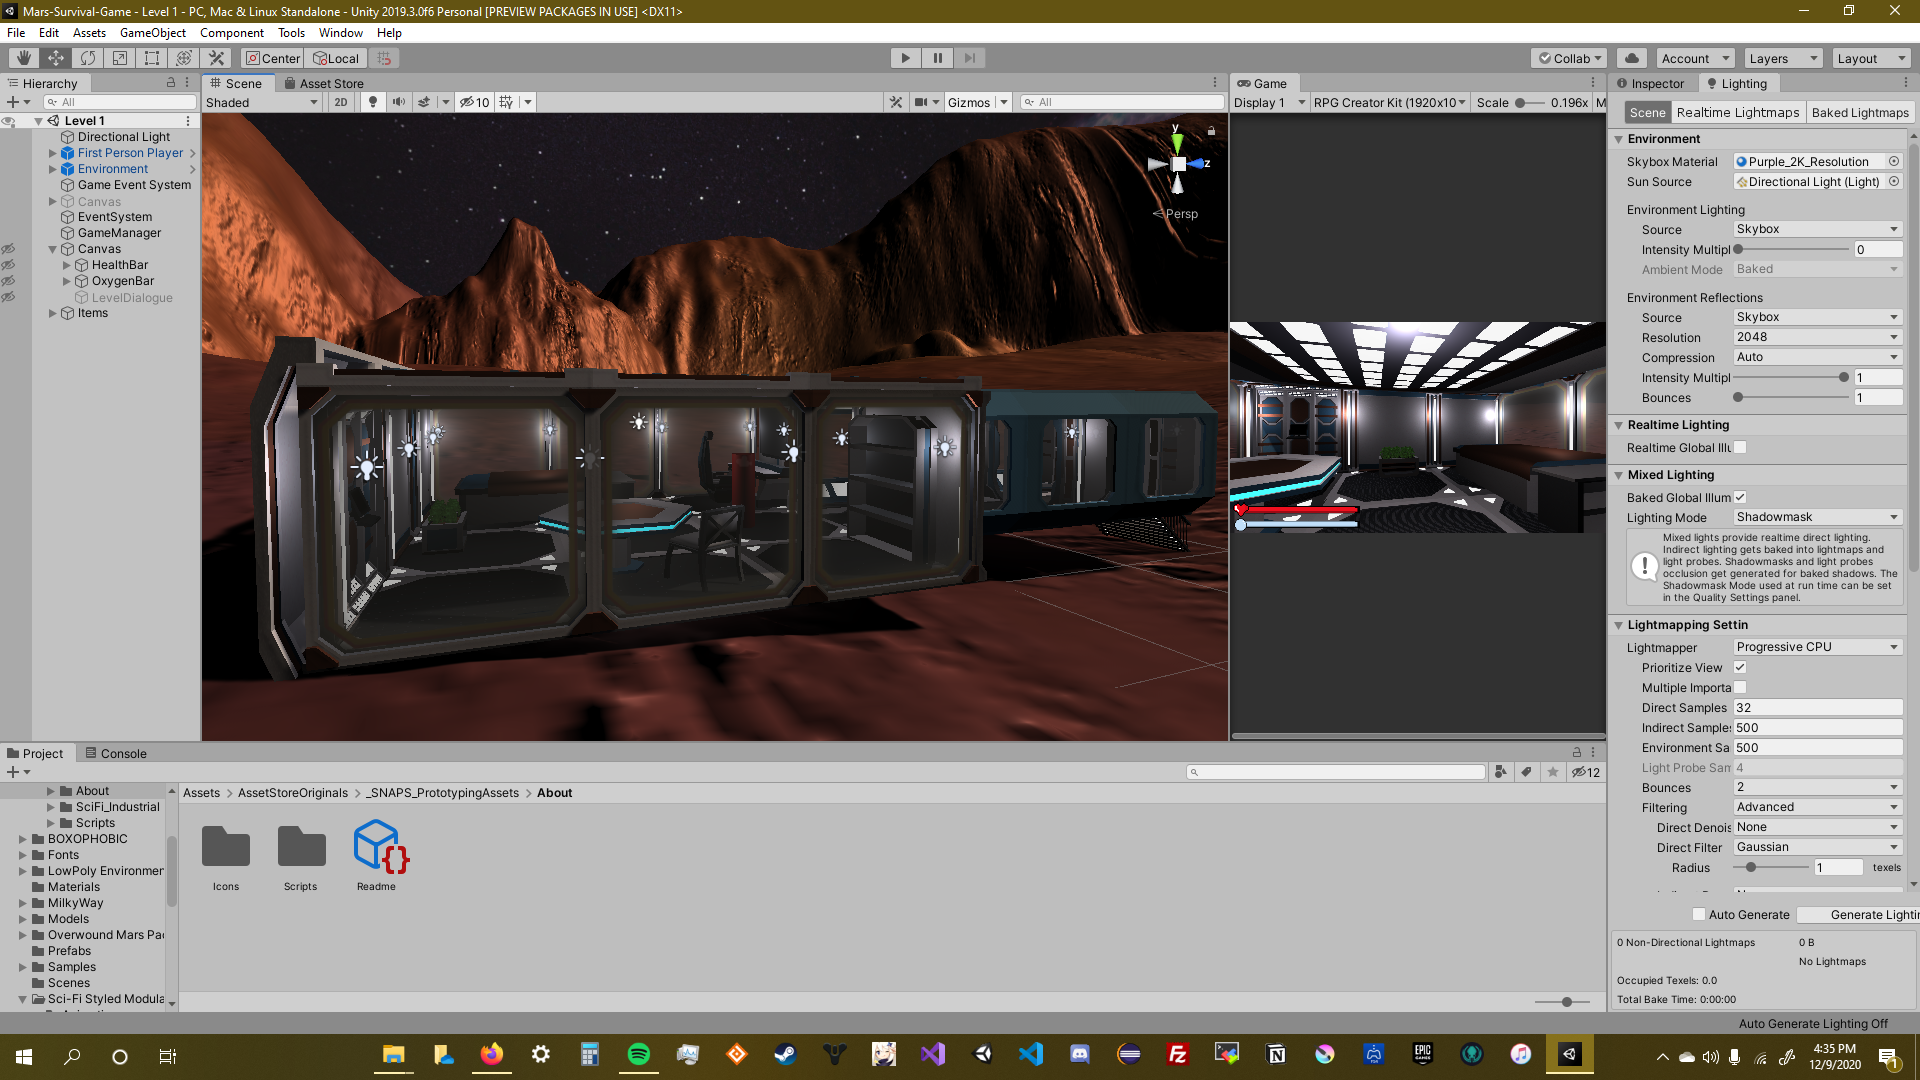 Mars-Survival-Game - Level 1 - PC, Mac & Linux Standalone - Unity 2019.3.0f6 Personal [PREVIEW PACKAGES IN USE] <DX11>
File Edit Assets GameObject Component Tools Window Help
Center Local Collab Account Layers Layout
Hierarchy
All
Level 1
Directional Light
First Person Player
Environment
Game Event System
Canvas
EventSystem
GameManager
Canvas
HealthBar
OxygenBar
LevelDialogue
Items
Scene Asset Store
Shaded 2D 10 Gizmos All
y
z
Persp
Game
Display 1 RPG Creator Kit (1920x10 Scale 0.196x M
Inspector Lighting
Scene Realtime Lightmaps Baked Lightmaps
Environment
Skybox Material Purple_2K_Resolution
Sun Source Directional Light (Light)
Environment Lighting
Source Skybox
Intensity Multipl 0
Ambient Mode Baked
Environment Reflections
Source Skybox
Resolution 2048
Compression Auto
Intensity Multipl 1
Bounces 1
Realtime Lighting
Realtime Global Illu
Mixed Lighting
Baked Global Illum
Lighting Mode Shadowmask
Mixed lights provide realtime direct lighting.
Indirect lighting gets baked into lightmaps and
light probes. Shadowmasks and light probes
occlusion get generated for baked shadows. The
Shadowmask Mode used at run time can be set
in the Quality Settings panel.
Lightmapping Settin
Lightmapper Progressive CPU
Prioritize View
Multiple Importa
Direct Samples 32
Indirect Samples 500
Environment Sa 500
Light Probe Sam 4
Bounces 2
Filtering Advanced
Direct Denois None
Direct Filter Gaussian
Radius 1 texels
Auto Generate Generate Lightin
0 Non-Directional Lightmaps 0 B
No Lightmaps
Occupied Texels: 0.0
Total Bake Time: 0:00:00
Auto Generate Lighting Off
Project Console
12
About
SciFi_Industrial
Scripts
BOXOPHOBIC
Fonts
LowPoly Environmen
Materials
MilkyWay
Models
Overwound Mars Pac
Prefabs
Samples
Scenes
Sci-Fi Styled Modula
Assets > AssetStoreOriginals > _SNAPS_PrototypingAssets > About
Icons Scripts Readme
EPIC GAMES
4:35 PM
12/9/2020
1